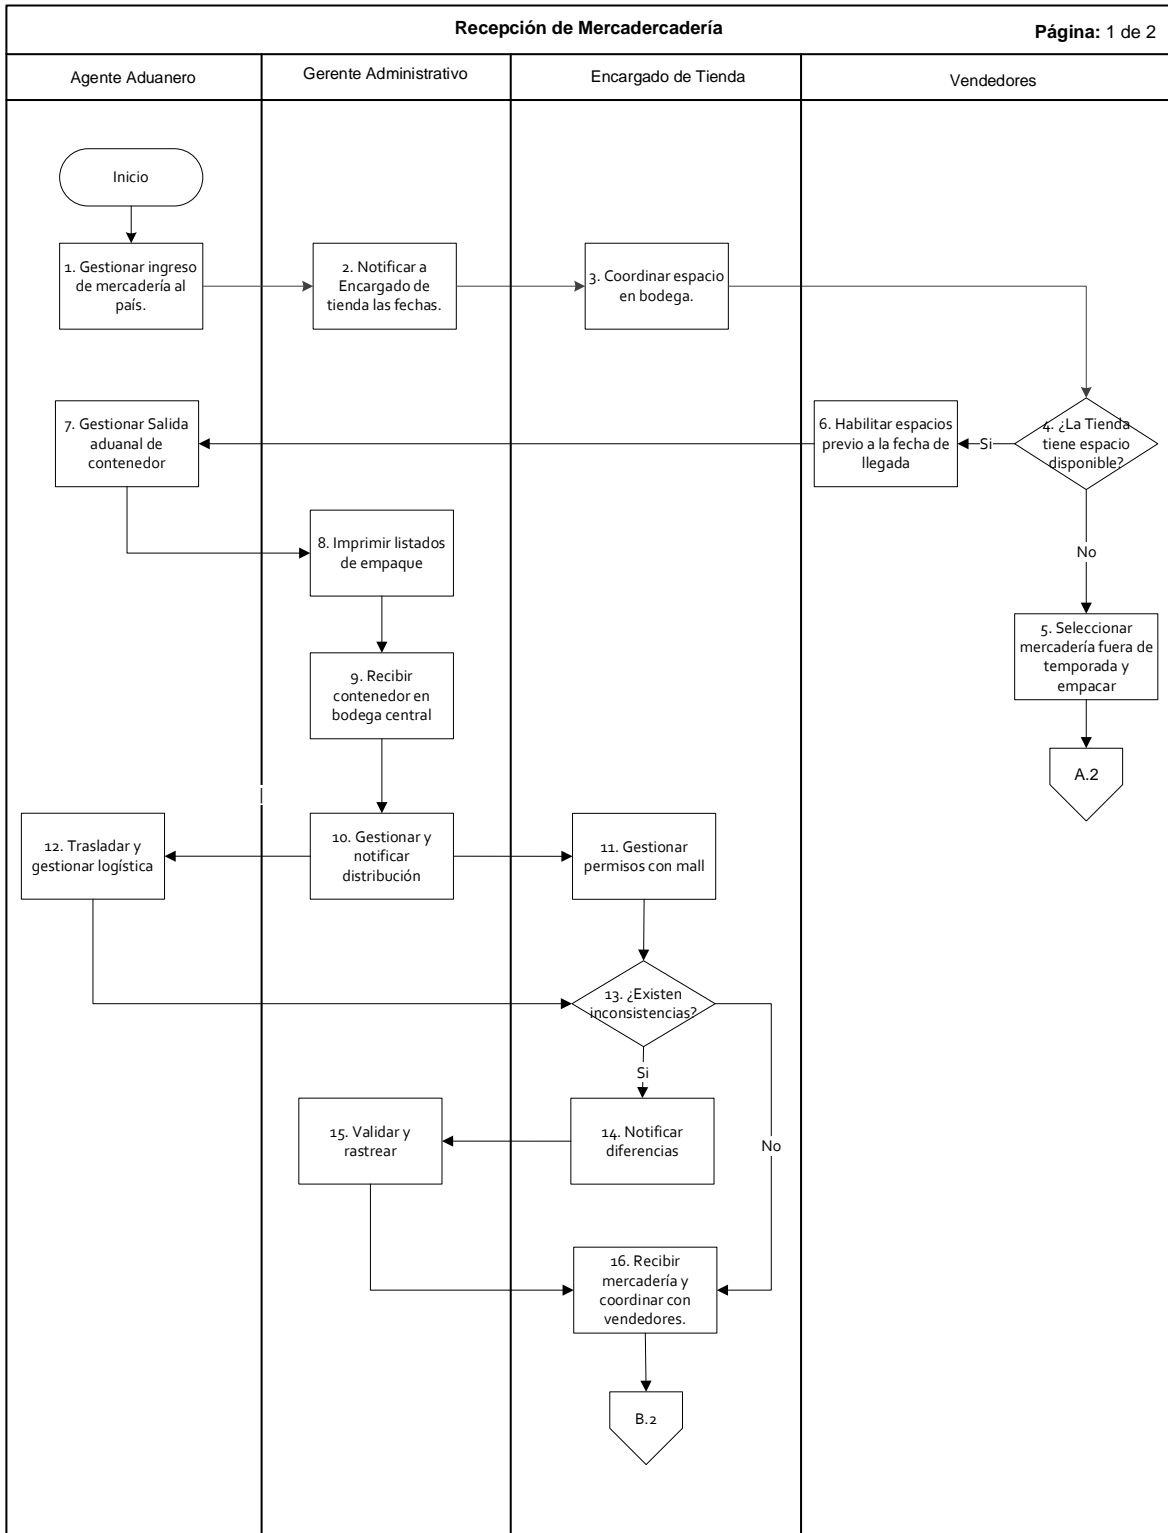 Recepción de Mercadercadería
Página: 1 de 2
Agente Aduanero
Gerente Administrativo
Encargado de Tienda
Vendedores
Inicio
1. Gestionar ingreso
de mercadería al
país.
2. Notificar a
Encargado de
tienda las fechas.
3. Coordinar espacio
en bodega.
4. ¿La Tienda
tiene espacio
disponible?
Si
6. Habilitar espacios
previo a la fecha de
llegada
7. Gestionar Salida
aduanal de
contenedor
No
8. Imprimir listados
de empaque
5. Seleccionar
mercadería fuera de
temporada y
empacar
9. Recibir
contenedor en
bodega central
A.2
10. Gestionar y
notificar
distribución
12. Trasladar y
gestionar logística
11. Gestionar
permisos con mall
13. ¿Existen
inconsistencias?
Si
No
14. Notificar
diferencias
15. Validar y
rastrear
16. Recibir
mercadería y
coordinar con
vendedores.
B.2